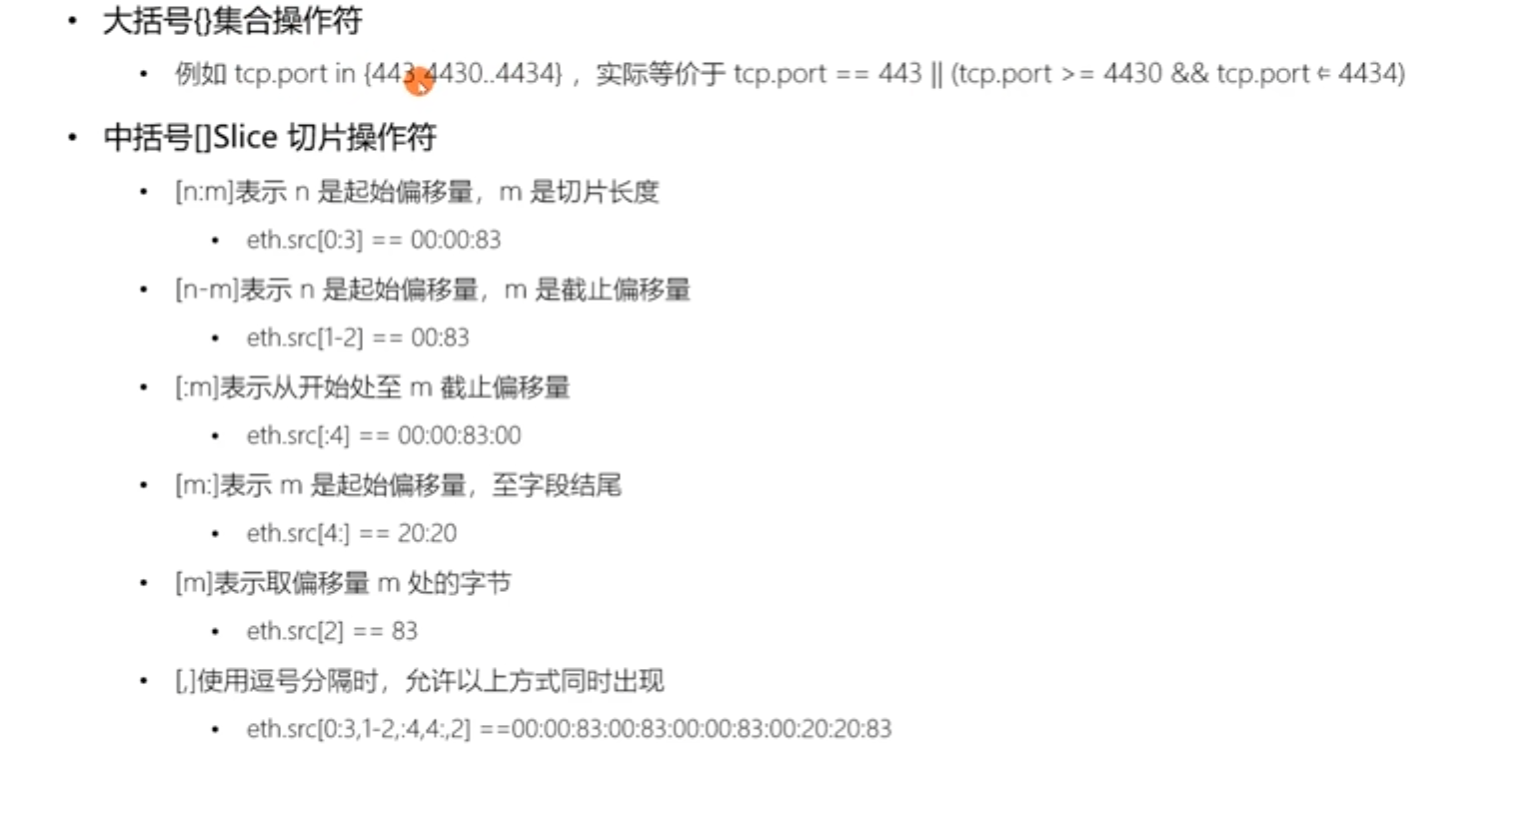 大括号{}集合操作符
例如 tcp.port in {443 4430..4434} ，实际等价于 tcp.port == 443 || (tcp.port >= 4430 && tcp.port ⇐ 4434)
中括号[]Slice 切片操作符
[n:m]表示 n 是起始偏移量，m 是切片长度
eth.src[0:3] == 00:00:83
[n-m]表示 n 是起始偏移量，m 是截止偏移量
eth.src[1-2] == 00:83
[:m]表示从开始处至 m 截止偏移量
eth.src[:4] == 00:00:83:00
[m:]表示 m 是起始偏移量，至字段结尾
eth.src[4:] == 20:20
[m]表示取偏移量 m 处的字节
eth.src[2] == 83
[,]使用逗号分隔时，允许以上方式同时出现
eth.src[0:3,1-2,:4,4:,2] ==00:00:83:00:83:00:00:83:00:20:20:83